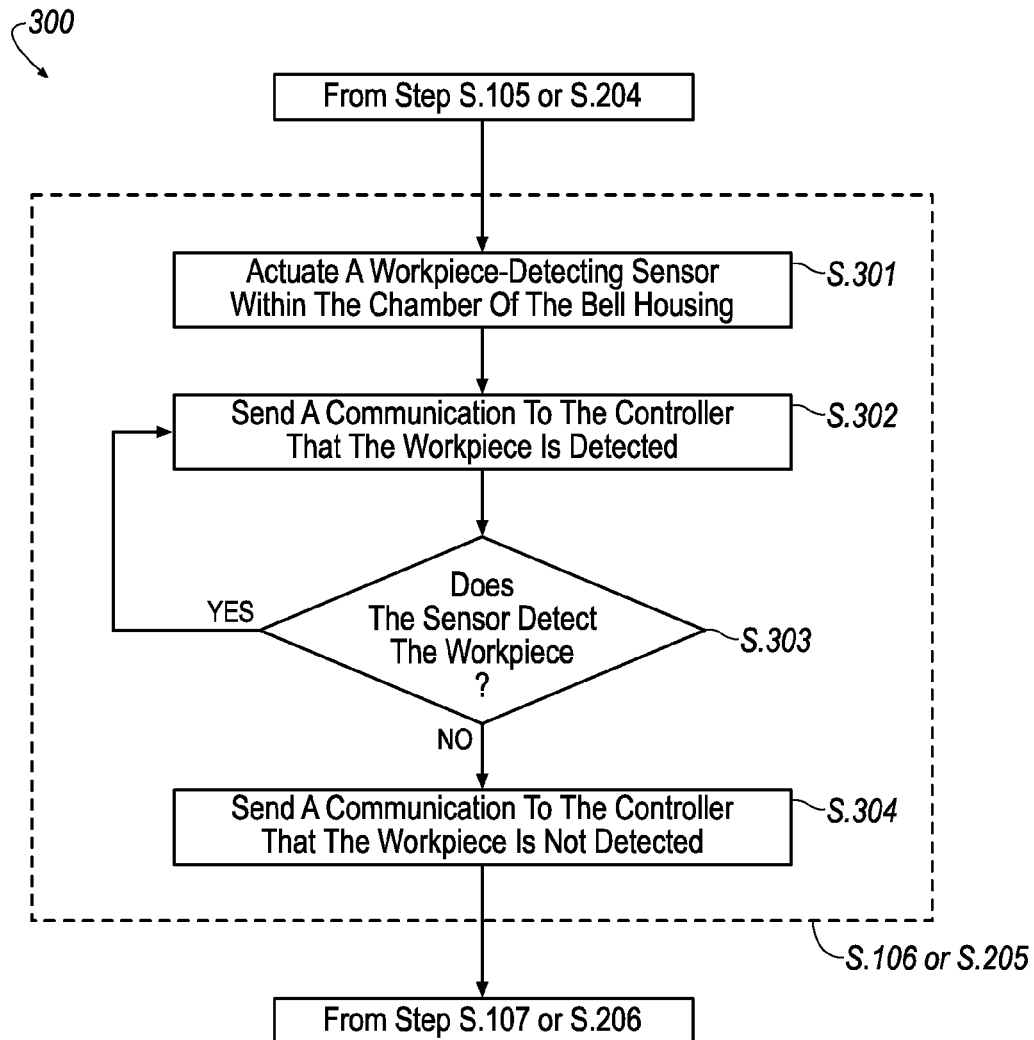 300
From Step S.105 or S.204
Actuate A Workpiece-Detecting Sensor
Within The Chamber Of The Bell Housing
S.301
Send A Communication To The Controller
That The Workpiece Is Detected
S.302
Does
The Sensor Detect
The Workpiece
?
YES
S.303
NO
Send A Communication To The Controller
That The Workpiece Is Not Detected
S.304
S.106 or S.205
From Step S.107 or S.206